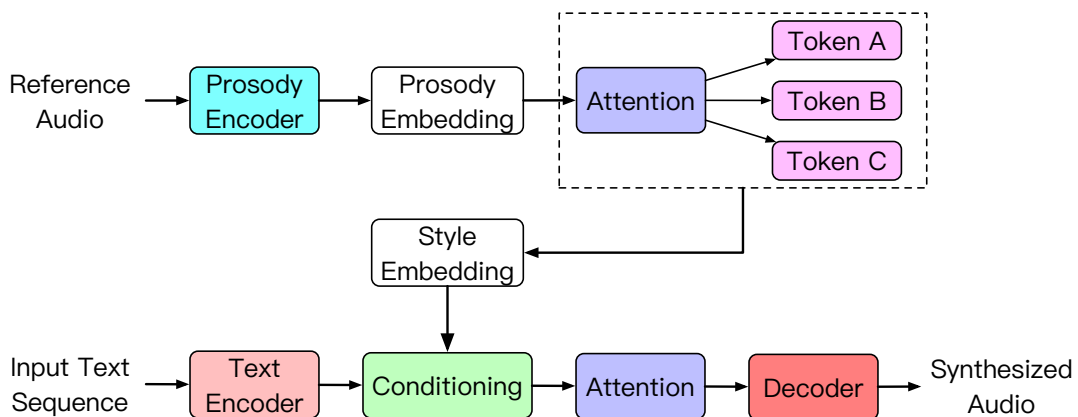 Reference
Audio
Prosody
Encoder
Prosody
Embedding
Attention
Token A
Token B
Token C
Style
Embedding
Input Text
Sequence
Text
Encoder
Conditioning
Attention
Decoder
Synthesized
Audio